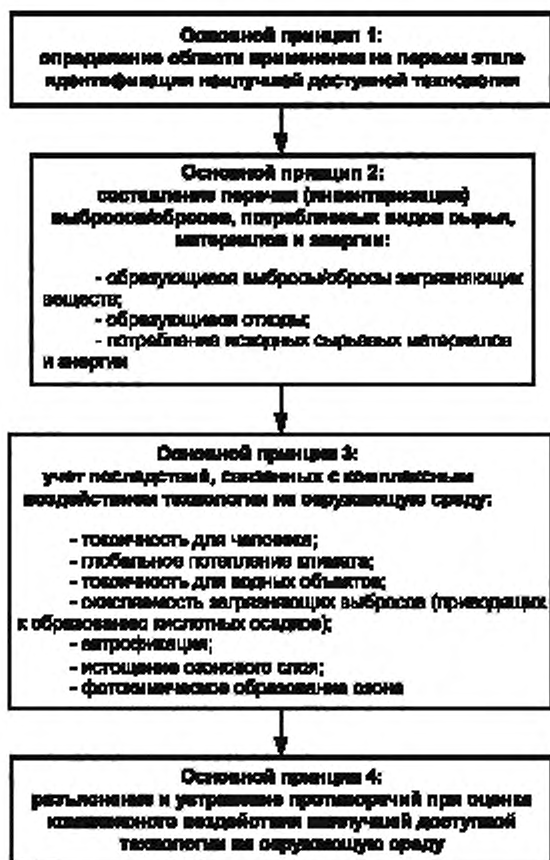 Основной принцип 1:
определение области применения на первом этапе
идентификация наилучшей доступной технологии
Основной принцип 2:
составление перечня (инвентаризация)
выбросов/сбросов, потребляемых видов сырья,
материалов и энергии:
- образующиеся выбросы/сбросы загрязняющих
веществ;
- образующиеся отходы;
- потребление исходных сырьевых материалов
и энергии
Основной принцип 3:
учет последствий, связанных с комплексным
воздействием технологии на окружающую среду:
- токсичность для человека;
- глобальное потепление климата;
- токсичность для водных объектов;
- окисляемость загрязняющих выбросов (приводящих
к образованию кислотных осадков);
- эвтрофикация;
- истощение озонового слоя;
- фотохимическое образование озона
Основной принцип 4:
разъяснение и устранение противоречий при оценке
комплексного воздействия наилучшей доступной
технологии на окружающую среду